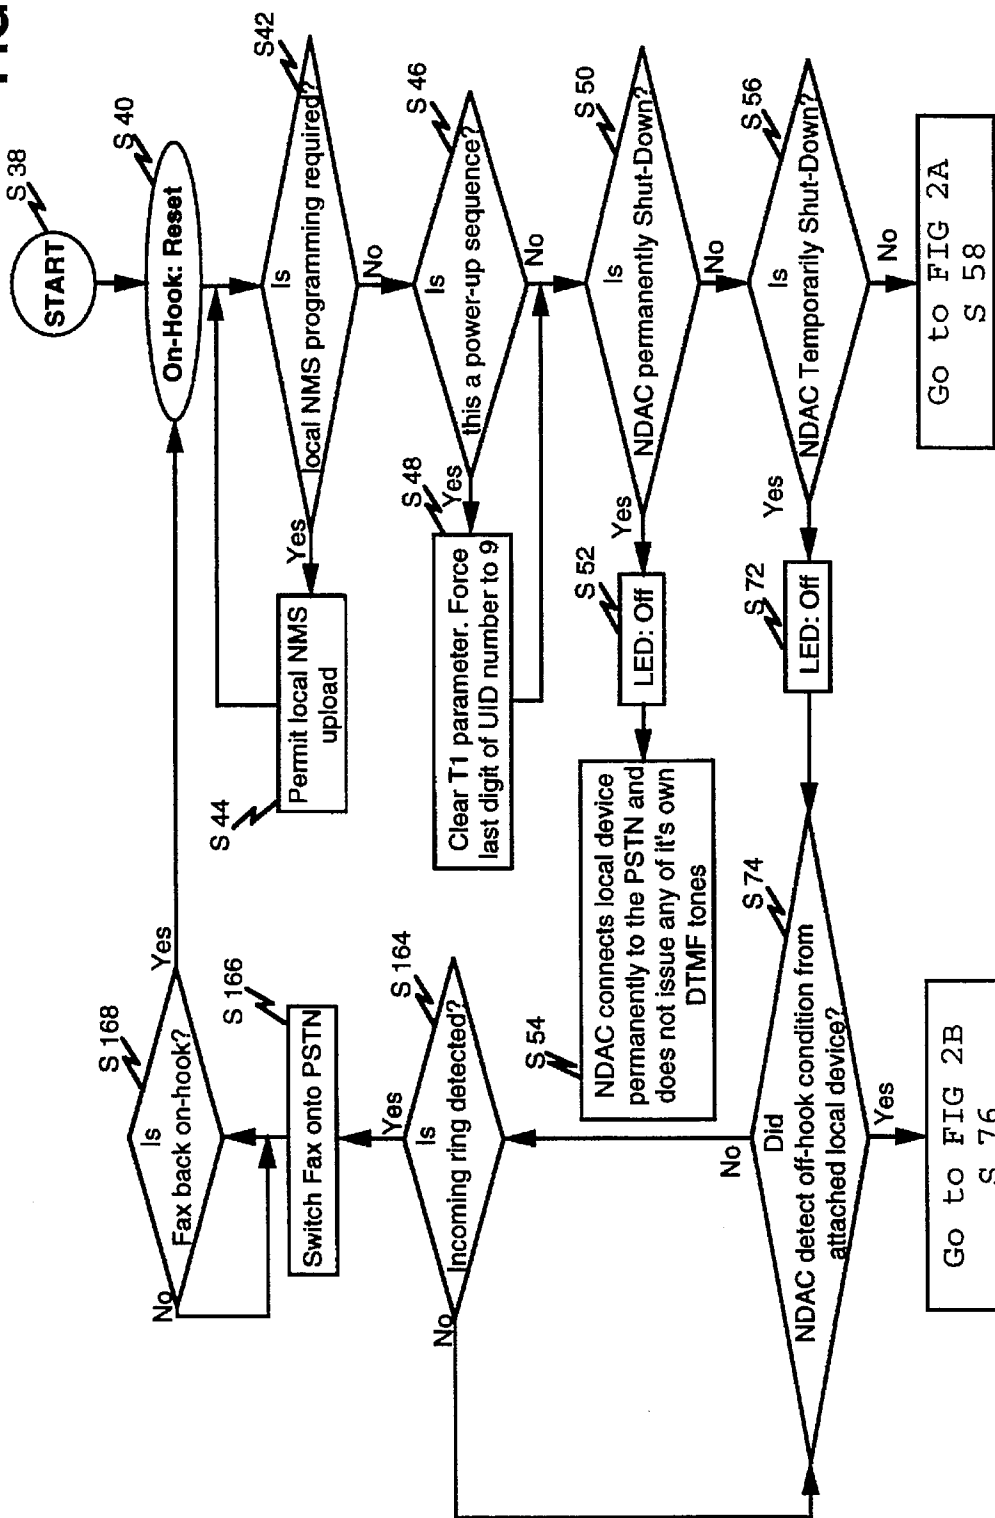 S 38
START
S 40
On-Hook: Reset
S42
Is
local NMS programming required?
Yes
No
S 44
Permit local NMS
upload
S 46
Is
this a power-up sequence?
Yes
No
S 48
Clear T1 parameter. Force
last digit of UID number to 9
S 50
Is
NDAC permanently Shut-Down?
Yes
No
S 52
LED: Off
S 54
NDAC connects local device
permanently to the PSTN and
does not issue any of it's own
DTMF tones
S 56
Is
NDAC Temporarily Shut-Down?
Yes
No
Go to FIG 2A
S 58
S 72
LED: Off
S 74
Did
NDAC detect off-hook condition from
attached local device?
No
Yes
Go to FIG 2B
S 76
S 164
Is
Incoming ring detected?
Yes
No
S 166
Switch Fax onto PSTN
S 168
Is
Fax back on-hook?
Yes
No